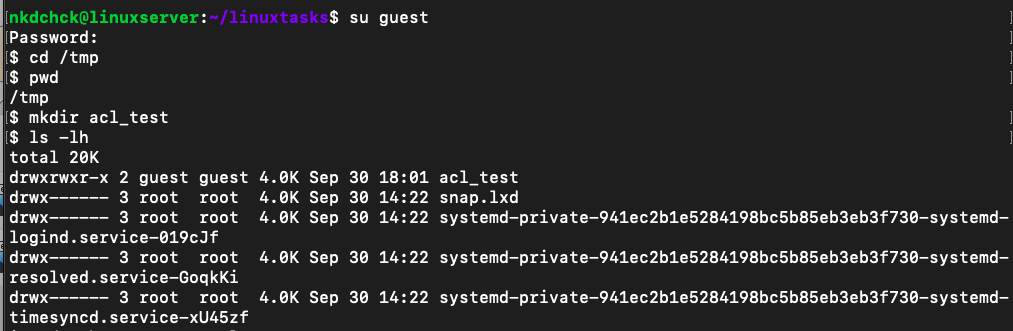 nkdchck@linuxserver:~/linuxtasks$ su guest
Password:
$ cd /tmp
$ pwd
/tmp
$ mkdir acl_test
$ ls -lh
total 20K
drwxrwxr-x 2 guest guest 4.0K Sep 30 18:01 acl_test
drwx------ 3 root  root  4.0K Sep 30 14:22 snap.lxd
drwx------ 3 root  root  4.0K Sep 30 14:22 systemd-private-941ec2b1e5284198bc5b85eb3eb3f730-systemd-
logind.service-019cJf
drwx------ 3 root  root  4.0K Sep 30 14:22 systemd-private-941ec2b1e5284198bc5b85eb3eb3f730-systemd-
resolved.service-GoqkKi
drwx------ 3 root  root  4.0K Sep 30 14:22 systemd-private-941ec2b1e5284198bc5b85eb3eb3f730-systemd-
timesyncd.service-xU45zf